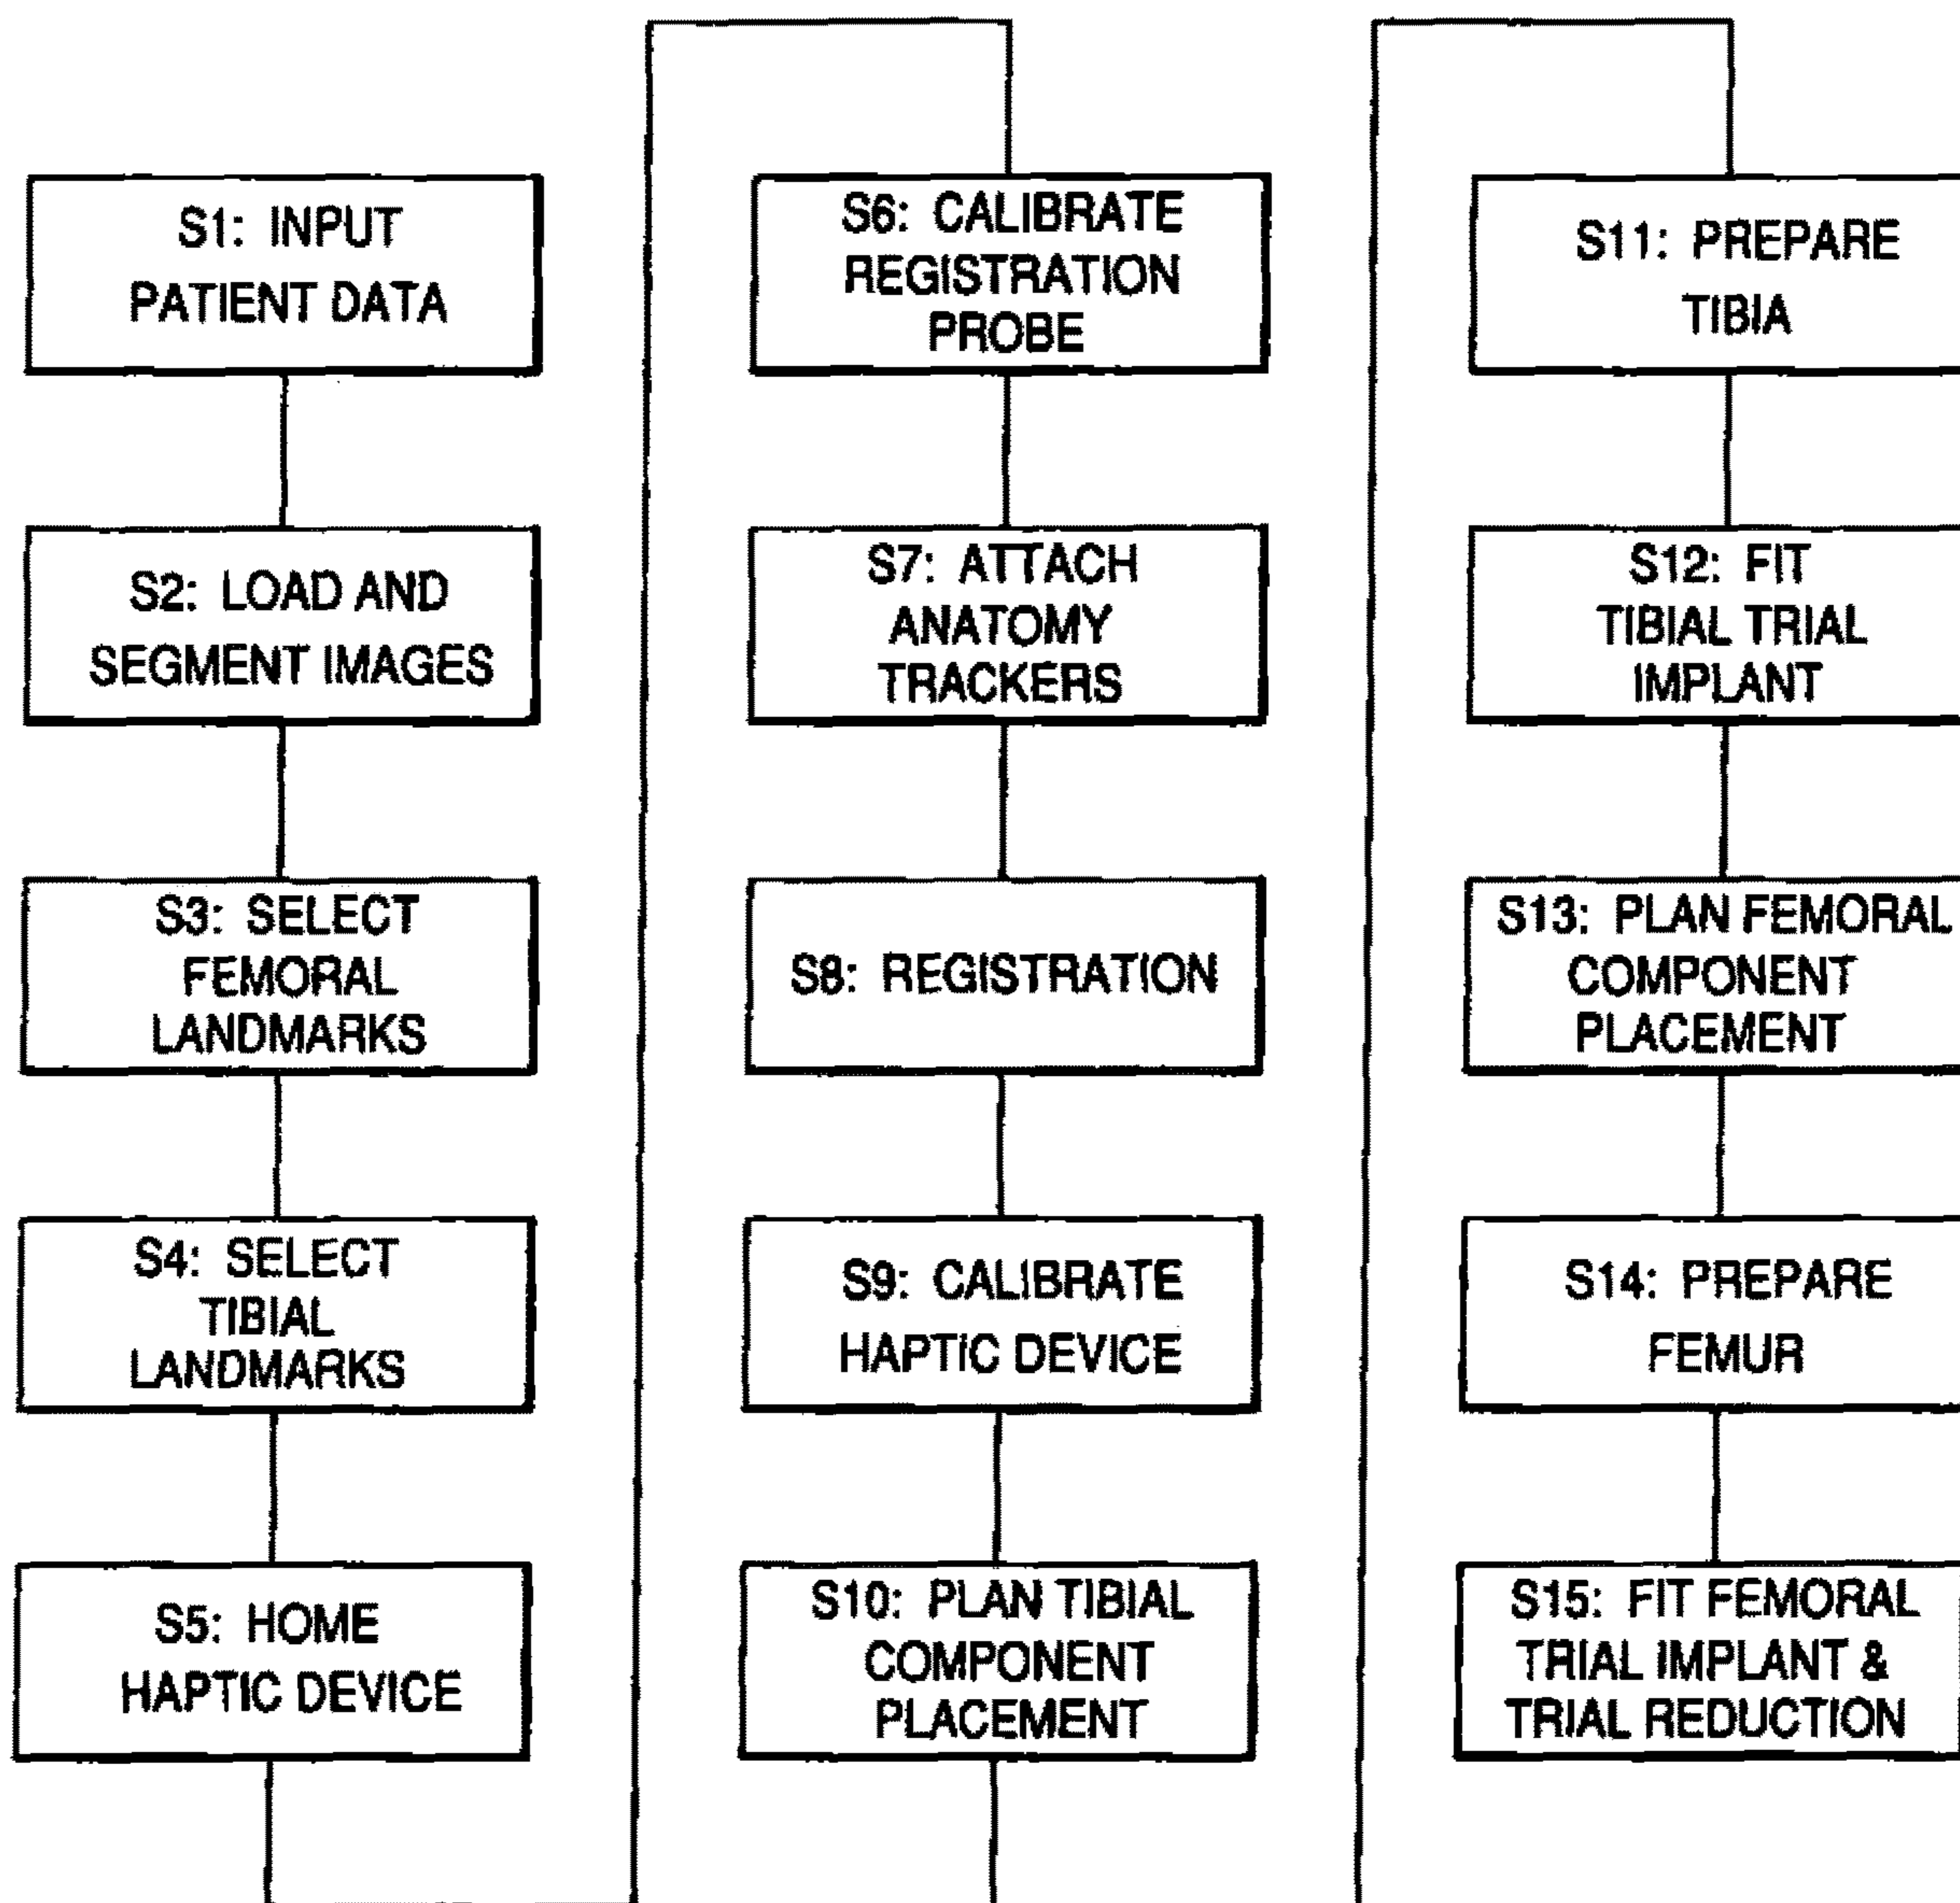 S1: INPUT
PATIENT DATA
S2: LOAD AND
SEGMENT IMAGES
S3: SELECT
FEMORAL
LANDMARKS
S4: SELECT
TIBIAL
LANDMARKS
S5: HOME
HAPTIC DEVICE
S6: CALIBRATE
REGISTRATION
PROBE
S7: ATTACH
ANATOMY
TRACKERS
S8: REGISTRATION
S9: CALIBRATE
HAPTIC DEVICE
S10: PLAN TIBIAL
COMPONENT
PLACEMENT
S11: PREPARE
TIBIA
S12: FIT
TIBIAL TRIAL
IMPLANT
S13: PLAN FEMORAL
COMPONENT
PLACEMENT
S14: PREPARE
FEMUR
S15: FIT FEMORAL
TRIAL IMPLANT &
TRIAL REDUCTION